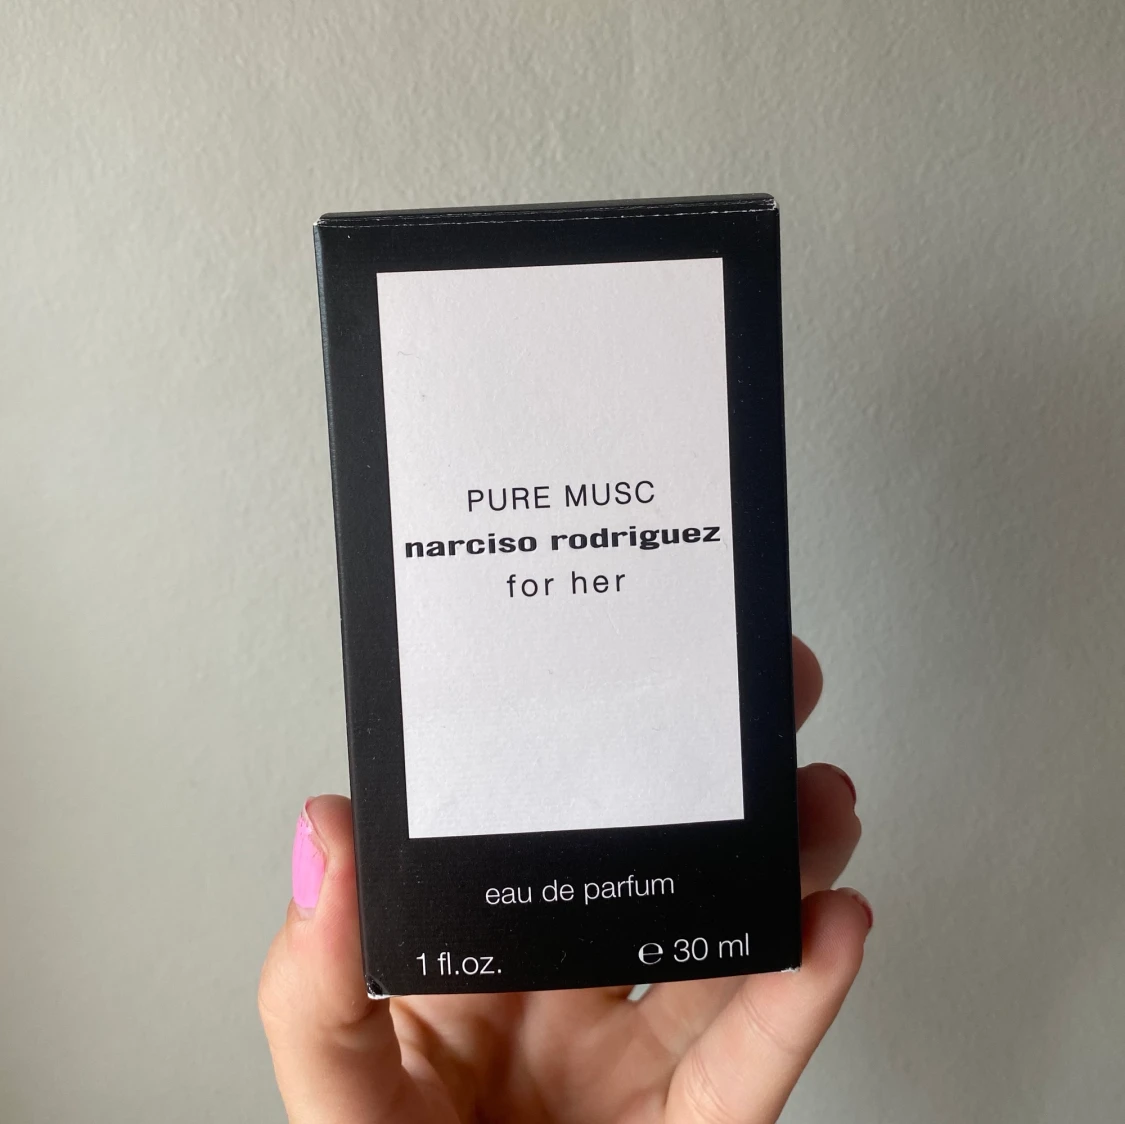 PURE MUSC
narciso rodriguez
for her
eau de parfum
1 fl.oz. ℮ 30 ml